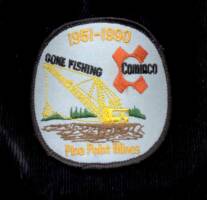 1951-1990
GONE FISHING
Cominco
Pine Point Mines